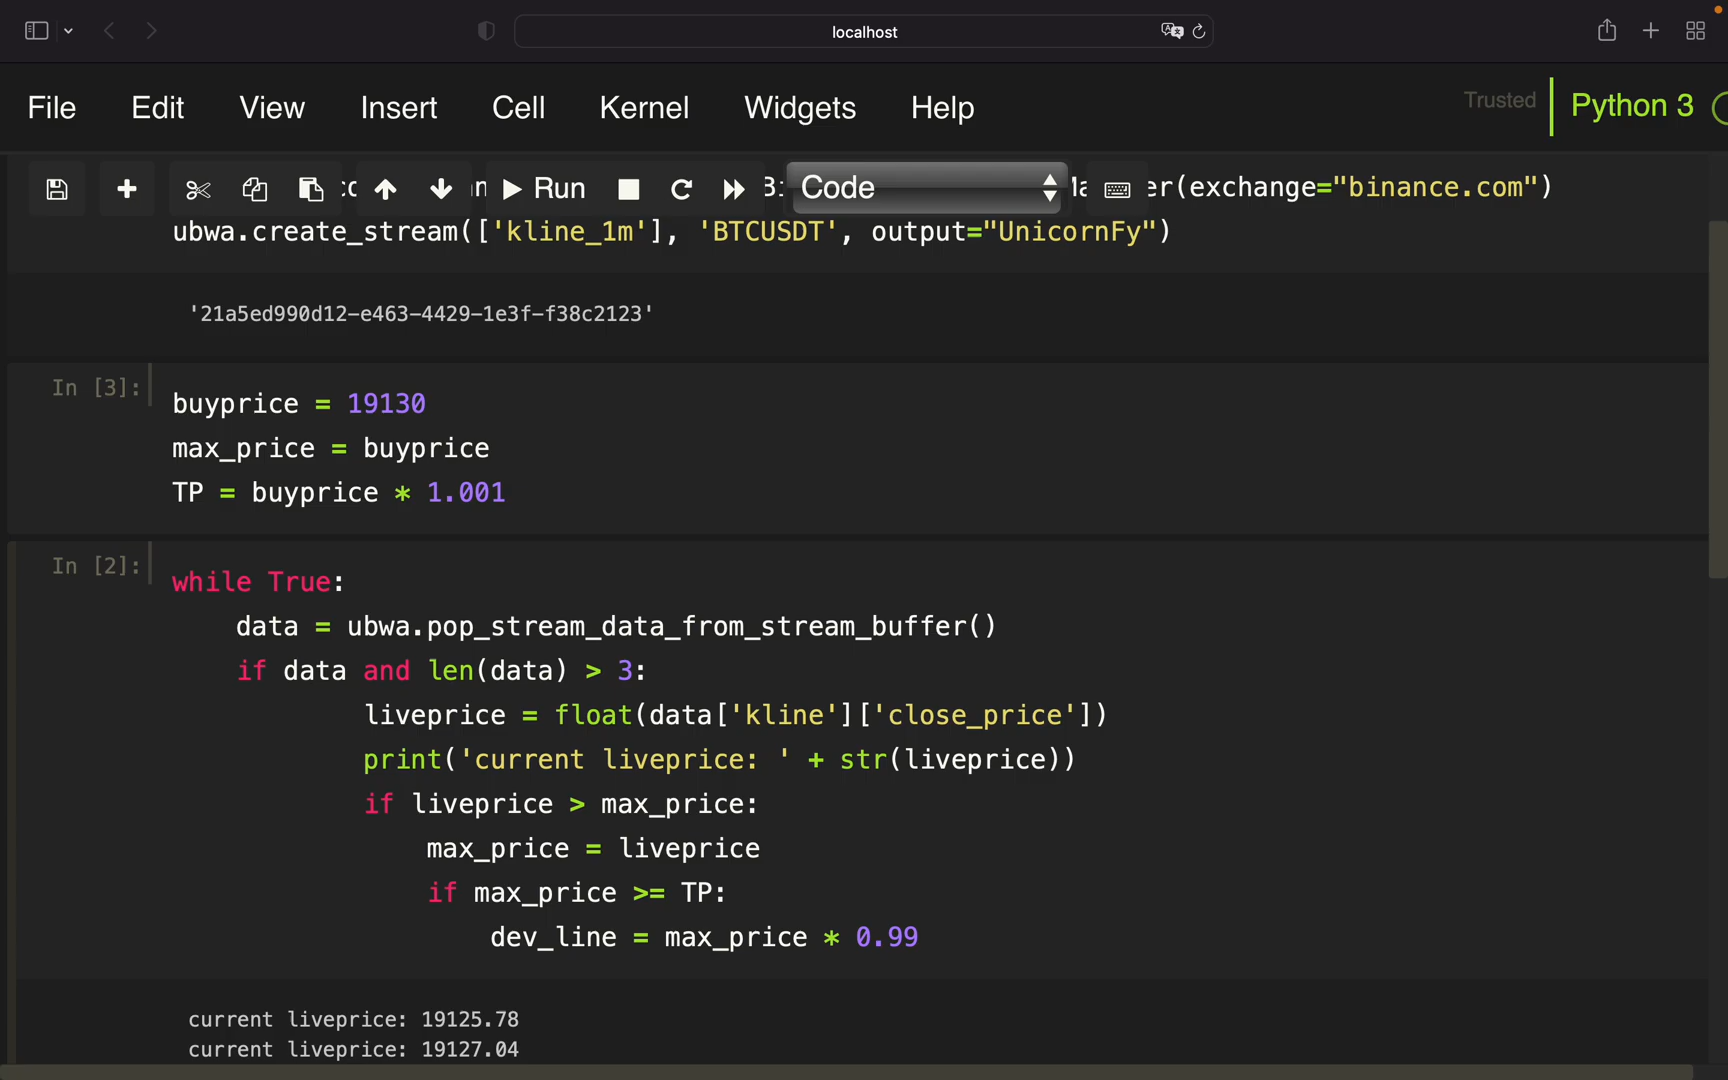 localhost
File Edit View Insert Cell Kernel Widgets Help Trusted Python 3
Run Code er(exchange="binance.com")
ubwa.create_stream(['kline_1m'], 'BTCUSDT', output="UnicornFy")
'21a5ed990d12-e463-4429-1e3f-f38c2123'
In [3]:
buyprice = 19130
max_price = buyprice
TP = buyprice * 1.001
In [2]:
while True:
data = ubwa.pop_stream_data_from_stream_buffer()
if data and len(data) > 3:
liveprice = float(data['kline']['close_price'])
print('current liveprice: ' + str(liveprice))
if liveprice > max_price:
max_price = liveprice
if max_price >= TP:
dev_line = max_price * 0.99
current liveprice: 19125.78
current liveprice: 19127.04